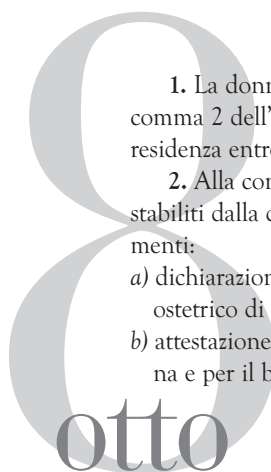 8
1. La donn
comma 2 dell'
residenza entro
2. Alla con
stabiliti dalla c
menti:
a) dichiarazion
ostetrico di
b) attestazione
na e per il b
otto